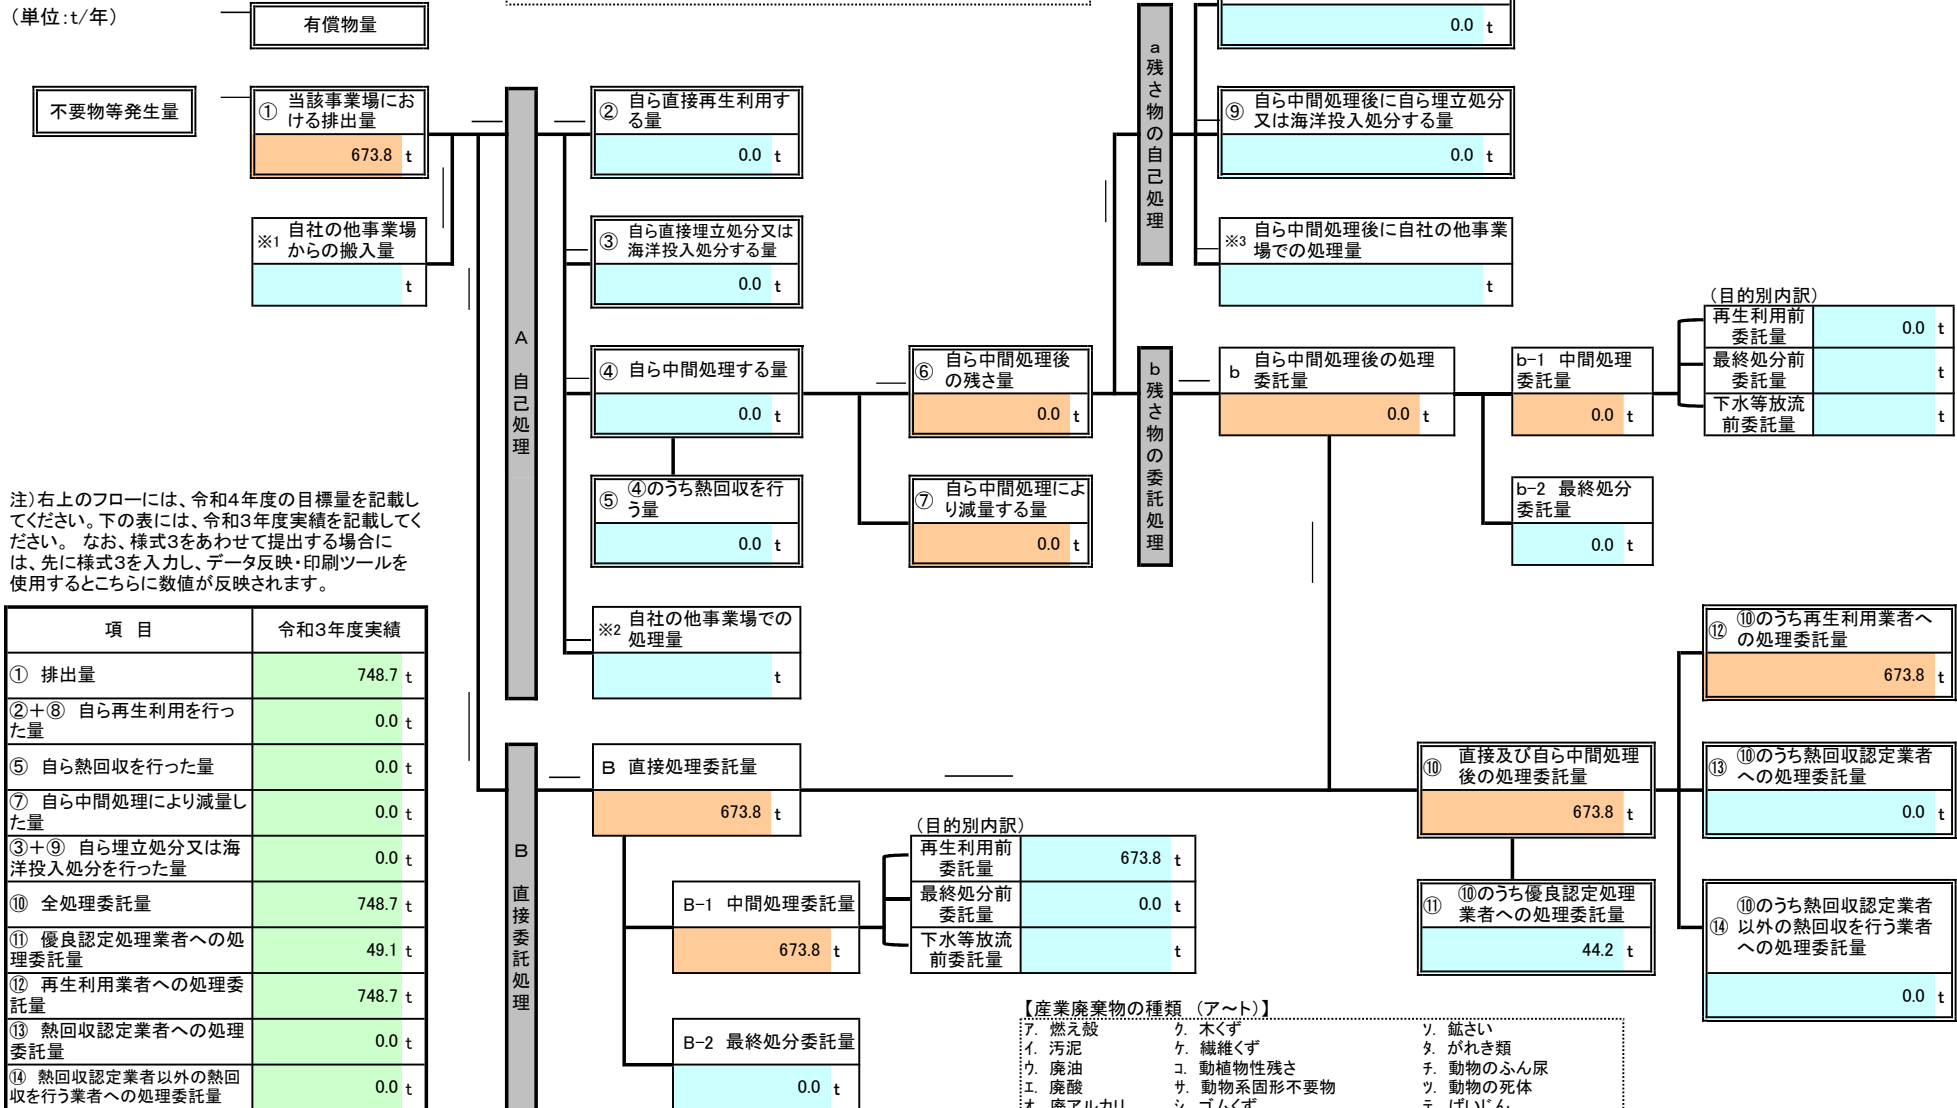 （単位:t/年）
有償物量
0.0 t
不要物等発生量
① 当該事業場にお
ける排出量
673.8 t
※1 自社の他事業場
からの搬入量
t
A 自己処理
② 自ら直接再生利用す
る量
0.0 t
③ 自ら直接埋立処分又は
海洋投入処分する量
0.0 t
④ 自ら中間処理する量
0.0 t
⑤ ④のうち熱回収を行
う量
0.0 t
※2 自社の他事業場での
処理量
t
⑥ 自ら中間処理後
の残さ量
0.0 t
⑦ 自ら中間処理によ
り減量する量
0.0 t
a 残さ物の自己処理
⑨ 自ら中間処理後に自ら埋立処分
又は海洋投入処分する量
0.0 t
※3 自ら中間処理後に自社の他事業
場での処理量
t
b 残さ物の委託処理
b 自ら中間処理後の処理
委託量
0.0 t
b-1 中間処理
委託量
0.0 t
（目的別内訳）
再生利用前
委託量
0.0 t
最終処分前
委託量
t
下水等放流
前委託量
t
b-2 最終処分
委託量
0.0 t
注）右上のフローには、令和４年度の目標量を記載し
てください。下の表には、令和３年度実績を記載してく
ださい。 なお、様式３をあわせて提出する場合に
は、先に様式３を入力し、データ反映・印刷ツールを
使用するとこちらに数値が反映されます。
項 目 令和３年度実績
① 排出量 748.7 t
②＋⑧ 自ら再生利用を行っ
た量 0.0 t
⑤ 自ら熱回収を行った量 0.0 t
⑦ 自ら中間処理により減量し
た量 0.0 t
③＋⑨ 自ら埋立処分又は海
洋投入処分を行った量 0.0 t
⑩ 全処理委託量 748.7 t
⑪ 優良認定処理業者への処
理委託量 49.1 t
⑫ 再生利用業者への処理委
託量 748.7 t
⑬ 熱回収認定業者への処理
委託量 0.0 t
⑭ 熱回収認定業者以外の熱回
収を行う業者への処理委託量 0.0 t
B 直接委託処理
B 直接処理委託量
673.8 t
B-1 中間処理委託量
673.8 t
（目的別内訳）
再生利用前
委託量
673.8 t
最終処分前
委託量
0.0 t
下水等放流
前委託量
t
B-2 最終処分委託量
0.0 t
⑩ 直接及び自ら中間処理
後の処理委託量
673.8 t
⑪ ⑩のうち優良認定処理
業者への処理委託量
44.2 t
⑫ ⑩のうち再生利用業者へ
の処理委託量
673.8 t
⑬ ⑩のうち熱回収認定業者
への処理委託量
0.0 t
⑭ ⑩のうち熱回収認定業者
以外の熱回収を行う業者
への処理委託量
0.0 t
【産業廃棄物の種類 （ア～ト）】
ア. 燃え殻 ク. 木くず ソ. 鉱さい
イ. 汚泥 ケ. 繊維くず タ. がれき類
ウ. 廃油 コ. 動植物性残さ チ. 動物のふん尿
エ. 廃酸 サ. 動物系固形不要物 ツ. 動物の死体
オ. 廃アルカリ シ. ゴムくず テ. ばいじん